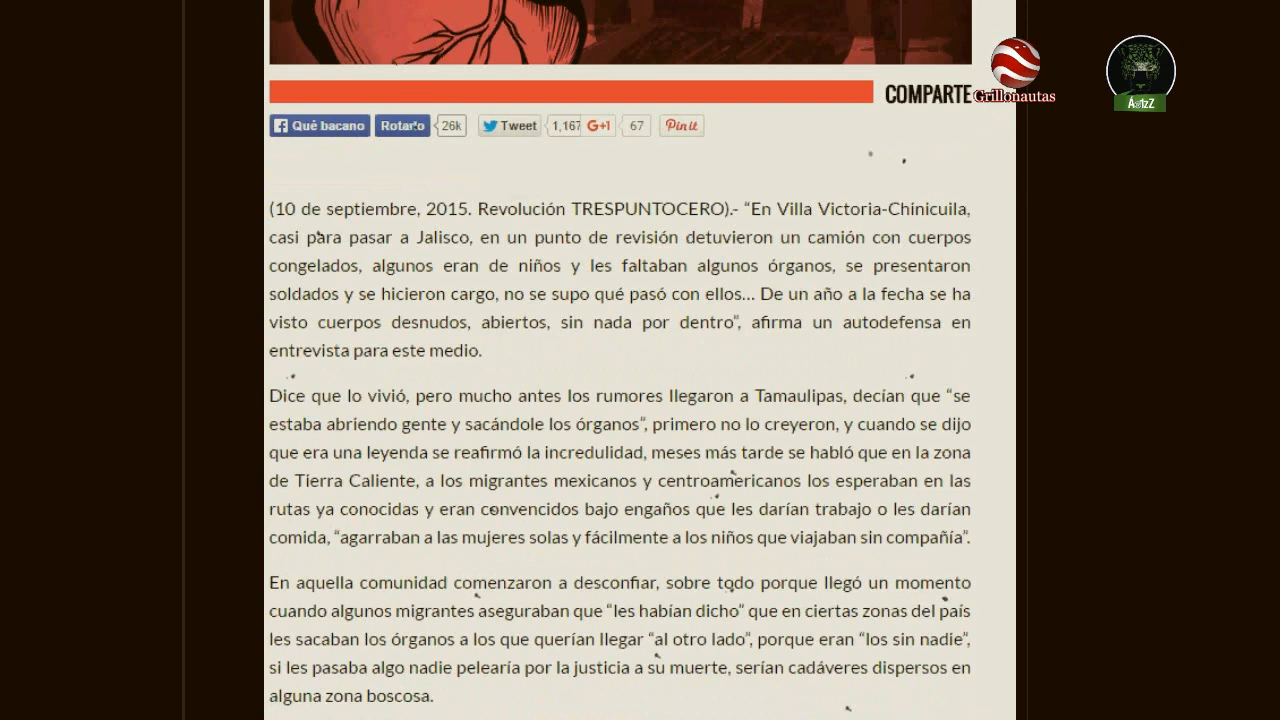 COMPARTE
Grillonautas
ÁatzZ
Qué bacano Rotarlo 26k Tweet 1,167 G+1 67 Pin it
(10 de septiembre, 2015. Revolución TRESPUNTOCERO).- “En Villa Victoria-Chinicuila,
casi para pasar a Jalisco, en un punto de revisión detuvieron un camión con cuerpos
congelados, algunos eran de niños y les faltaban algunos órganos, se presentaron
soldados y se hicieron cargo, no se supo qué pasó con ellos… De un año a la fecha se ha
visto cuerpos desnudos, abiertos, sin nada por dentro”, afirma un autodefensa en
entrevista para este medio.
Dice que lo vivió, pero mucho antes los rumores llegaron a Tamaulipas, decían que “se
estaba abriendo gente y sacándole los órganos”, primero no lo creyeron, y cuando se dijo
que era una leyenda se reafirmó la incredulidad, meses más tarde se habló que en la zona
de Tierra Caliente, a los migrantes mexicanos y centroamericanos los esperaban en las
rutas ya conocidas y eran convencidos bajo engaños que les darían trabajo o les darían
comida, “agarraban a las mujeres solas y fácilmente a los niños que viajaban sin compañía”.
En aquella comunidad comenzaron a desconfiar, sobre todo porque llegó un momento
cuando algunos migrantes aseguraban que “les habían dicho” que en ciertas zonas del país
les sacaban los órganos a los que querían llegar “al otro lado”, porque eran “los sin nadie”,
si les pasaba algo nadie pelearía por la justicia a su muerte, serían cadáveres dispersos en
alguna zona boscosa.